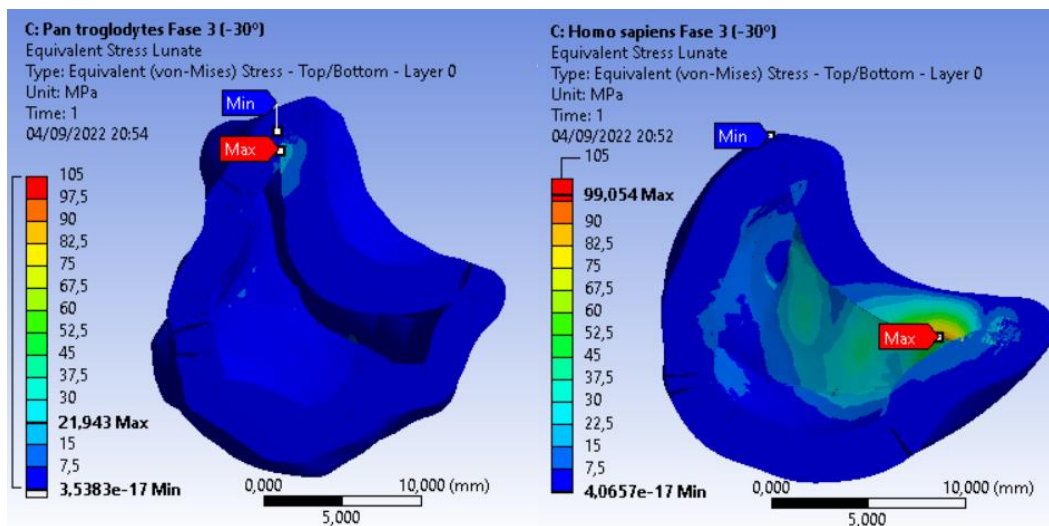 C: Pan troglodytes Fase 3 (-30º)
Equivalent Stress Lunate
Type: Equivalent (von-Mises) Stress - Top/Bottom - Layer 0
Unit: MPa
Time: 1
04/09/2022 20:54
Min
Max
105
97,5
90
82,5
75
67,5
60
52,5
45
37,5
30
21,943 Max
15
7,5
3,5383e-17 Min
0,000
10,000 (mm)
5,000
C: Homo sapiens Fase 3 (-30º)
Equivalent Stress Lunate
Type: Equivalent (von-Mises) Stress - Top/Bottom - Layer 0
Unit: MPa
Time: 1
04/09/2022 20:52
Min
105
99,054 Max
90
82,5
75
67,5
60
52,5
45
37,5
30
22,5
15
7,5
4,0657e-17 Min
Max
0,000
10,000 (mm)
5,000